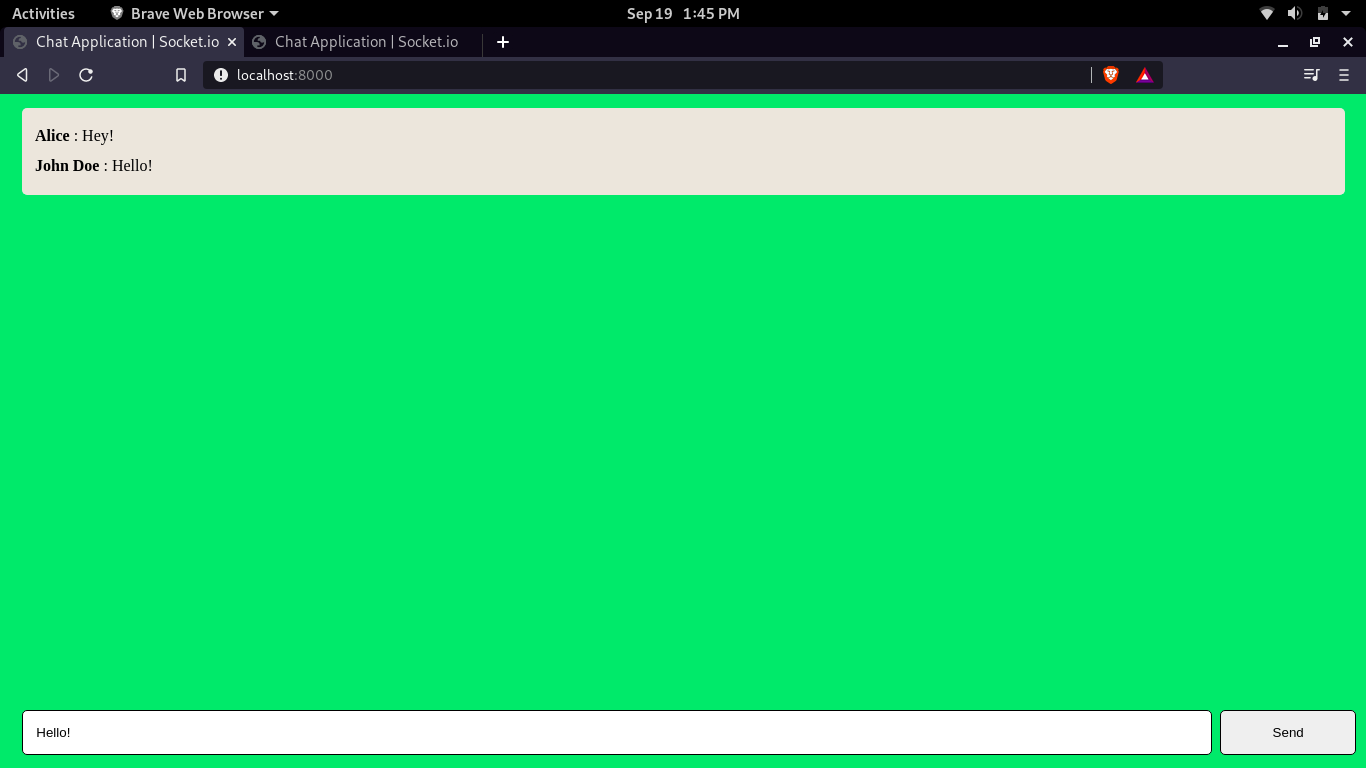 Activities Brave Web Browser Sep 19 1:45 PM
Chat Application | Socket.io Chat Application | Socket.io
localhost:8000
Alice : Hey!
John Doe : Hello!
Hello! Send